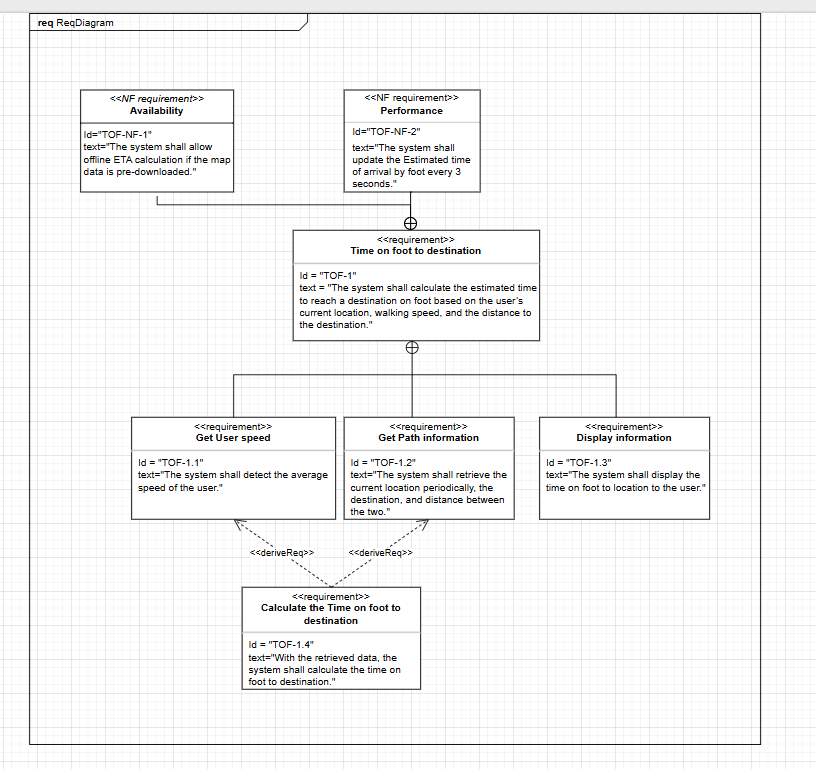 req ReqDiagram
<<NF requirement>>
Availability
Id="TOF-NF-1"
text="The system shall allow
offline ETA calculation if the map
data is pre-downloaded."
<<NF requirement>>
Performance
Id="TOF-NF-2"
text="The system shall
update the Estimated time
of arrival by foot every 3
seconds."
<<requirement>>
Time on foot to destination
Id = "TOF-1"
text = "The system shall calculate the estimated time
to reach a destination on foot based on the user's
current location, walking speed, and the distance to
the destination."
<<requirement>>
Get User speed
Id = "TOF-1.1"
text="The system shall detect the average
speed of the user."
<<requirement>>
Get Path information
Id = "TOF-1.2"
text="The system shall retrieve the
current location periodically, the
destination, and distance between
the two."
<<requirement>>
Display information
Id = "TOF-1.3"
text="The system shall display the
time on foot to location to the user."
<<deriveReq>>
<<deriveReq>>
<<requirement>>
Calculate the Time on foot to
destination
Id = "TOF-1.4"
text="With the retrieved data, the
system shall calculate the time on
foot to destination."